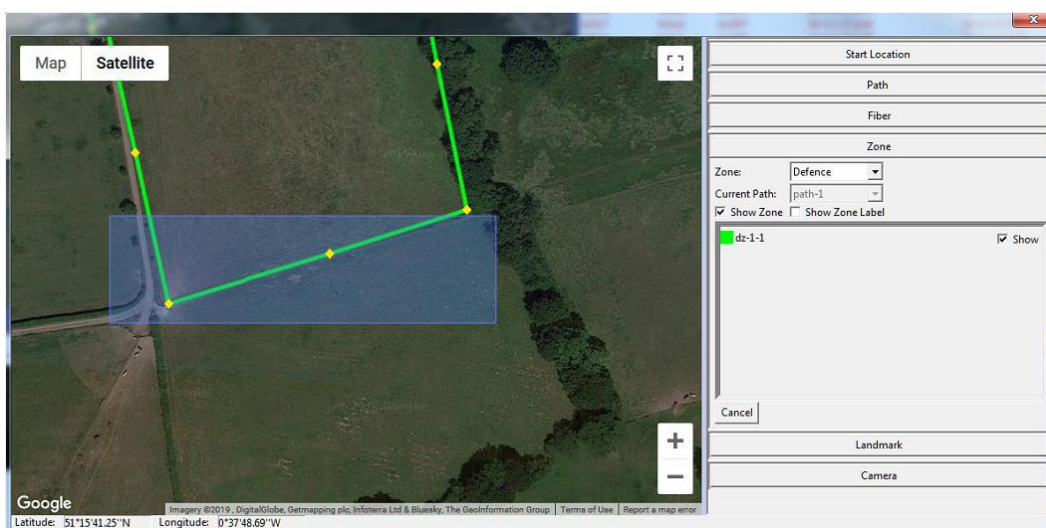 Map Satellite
Start Location
Path
Fiber
Zone
Zone: Defence
Current Path: path-1
Show Zone Show Zone Label
dz-1-1 Show
Cancel
Landmark
Camera
Google
Imagery ©2019 , DigitalGlobe, Getmapping plc, Infoterra Ltd & Bluesky, The GeoInformation Group Terms of Use Report a map error
Latitude: 51°15'41.25''N Longitude: 0°37'48.69''W